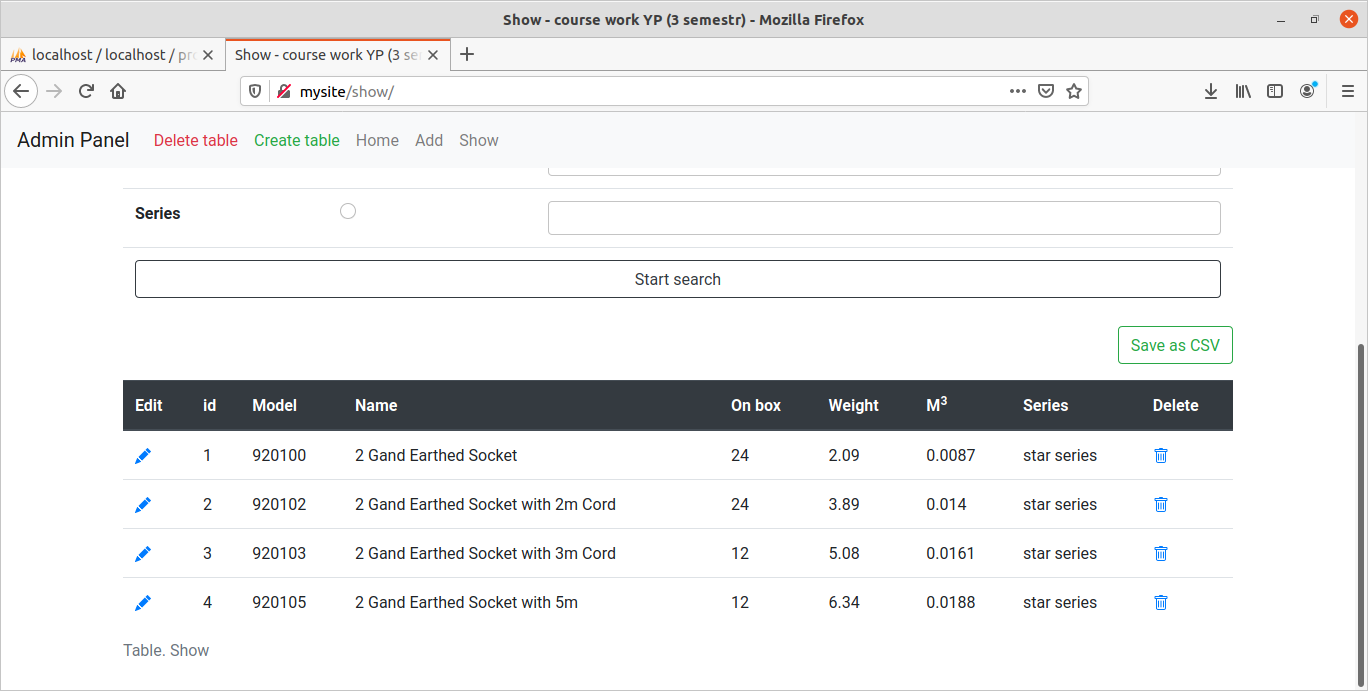 Show - course work YP (3 semestr) - Mozilla Firefox
PMA localhost / localhost / pr
Show - course work YP (3 se
mysite/show/
Admin Panel Delete table Create table Home Add Show
Series
Start search
Save as CSV
Edit id Model Name On box Weight M³ Series Delete
1 920100 2 Gand Earthed Socket 24 2.09 0.0087 star series
2 920102 2 Gand Earthed Socket with 2m Cord 24 3.89 0.014 star series
3 920103 2 Gand Earthed Socket with 3m Cord 12 5.08 0.0161 star series
4 920105 2 Gand Earthed Socket with 5m 12 6.34 0.0188 star series
Table. Show